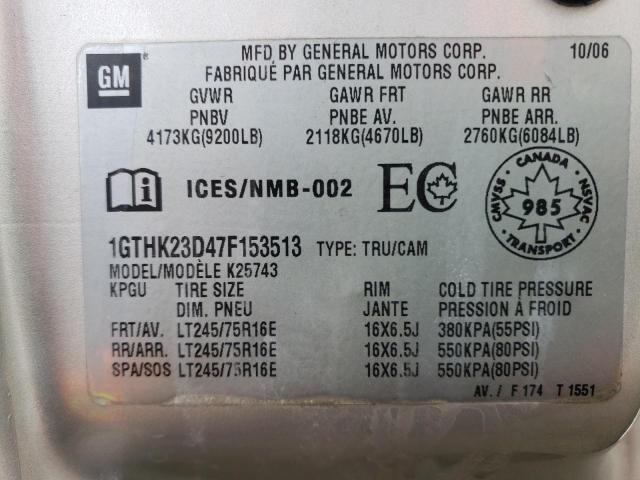 GM
MFD BY GENERAL MOTORS CORP. 10/06
FABRIQUÉ PAR GENERAL MOTORS CORP.
GVWR GAWR FRT GAWR RR
PNBV PNBE AV. PNBE ARR.
4173KG(9200LB) 2118KG(4670LB) 2760KG(6084LB)
i ICES/NMB-002 EC
CANADA CMVSS NSVAC 985 TRANSPORT
1GTHK23D47F153513 TYPE: TRU/CAM
MODEL/MODÈLE K25743
KPGU TIRE SIZE RIM COLD TIRE PRESSURE
DIM. PNEU JANTE PRESSION À FROID
FRT/AV. LT245/75R16E 16X6.5J 380KPA(55PSI)
RR/ARR. LT245/75R16E 16X6.5J 550KPA(80PSI)
SPA/SOS LT245/75R16E 16X6.5J 550KPA(80PSI)
AV. / F 174 T 1551